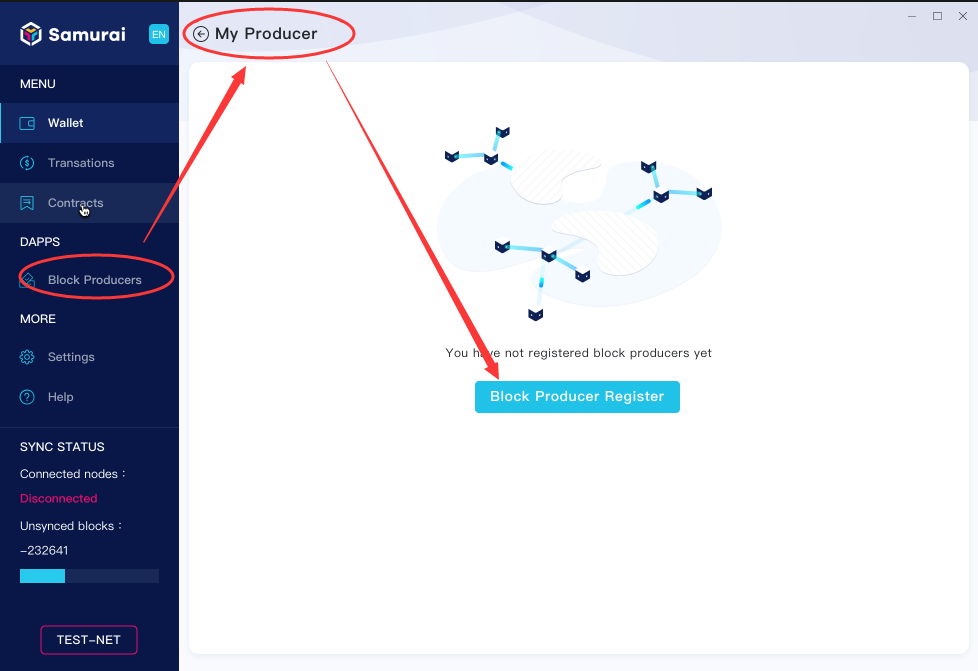 Samurai
EN
MENU
Wallet
Transations
Contracts
DAPPS
Block Producers
MORE
Settings
Help
SYNC STATUS
Connected nodes：
Disconnected
Unsynced blocks：
-232641
TEST-NET
My Producer
You have not registered block producers yet
Block Producer Register